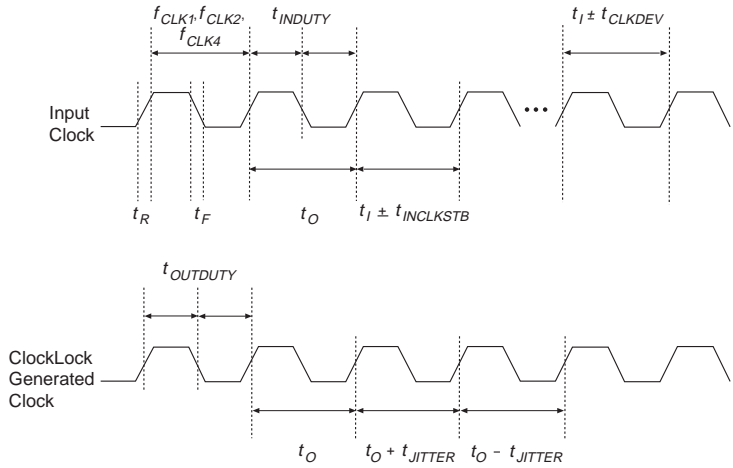 fCLK1, fCLK2,
fCLK4
tINDUTY
tI ± tCLKDEV
Input
Clock
tR
tF
tO
tI ± tINCLKSTB
tOUTDUTY
ClockLock
Generated
Clock
tO
tO + tJITTER
tO – tJITTER